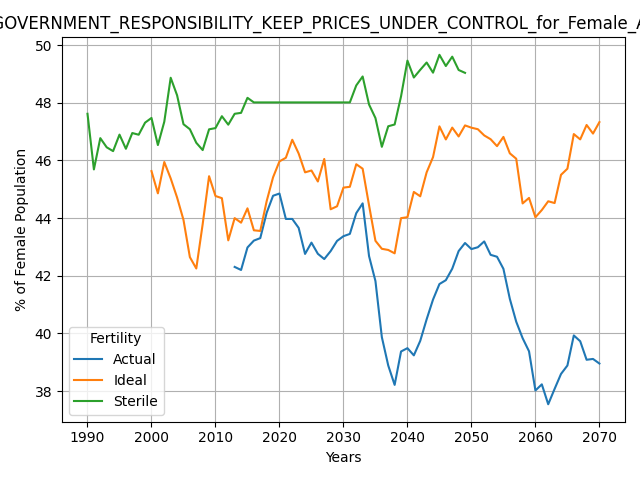 GOVERNMENT_RESPONSIBILITY_KEEP_PRICES_UNDER_CONTROL_for_Female_A
50
48
46
44
42
40
38
% of Female Population
Fertility
Actual
Ideal
Sterile
1990 2000 2010 2020 2030 2040 2050 2060 2070
Years